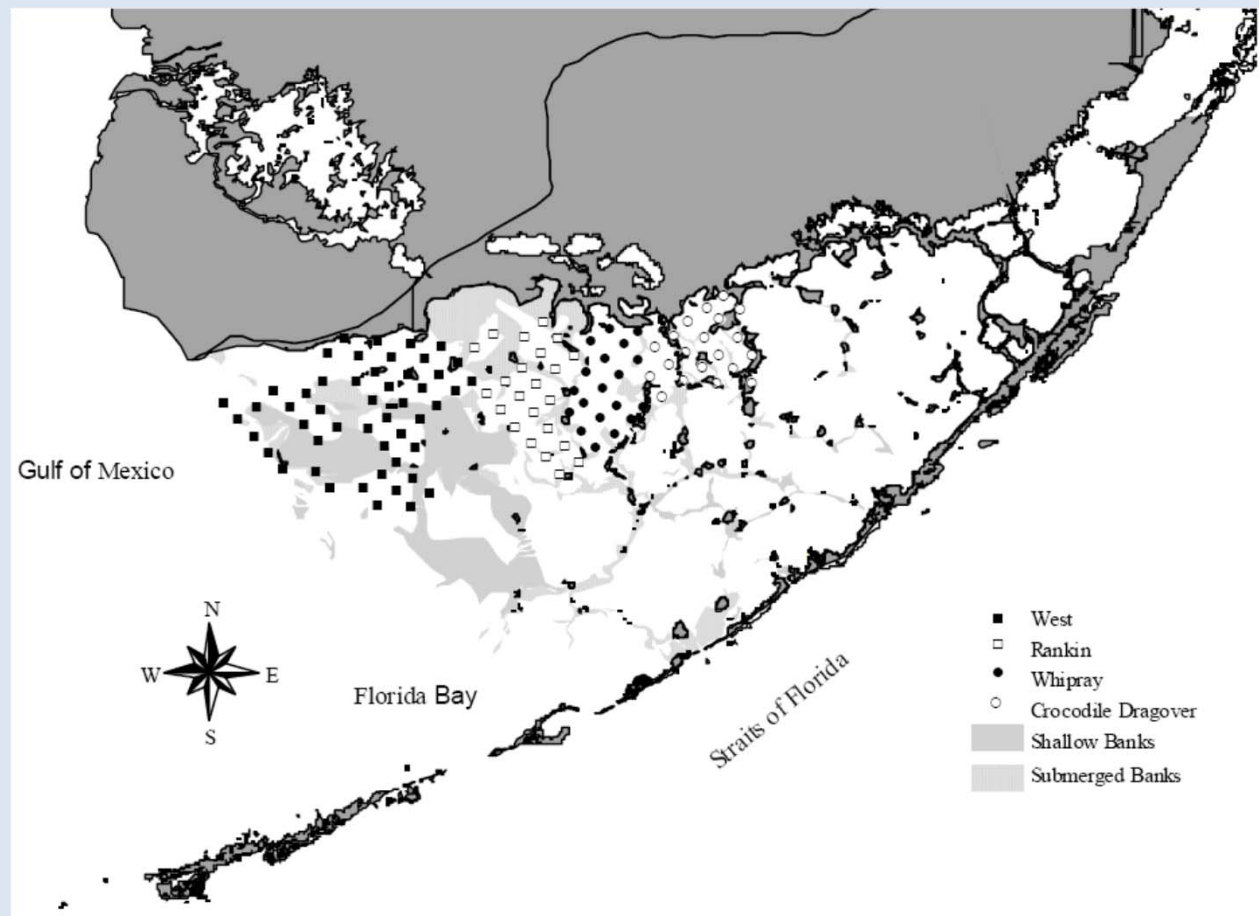 Gulf of Mexico
N
W E
S
Florida Bay
Straits of Florida
West
Rankin
Whipray
Crocodile Dragover
Shallow Banks
Submerged Banks